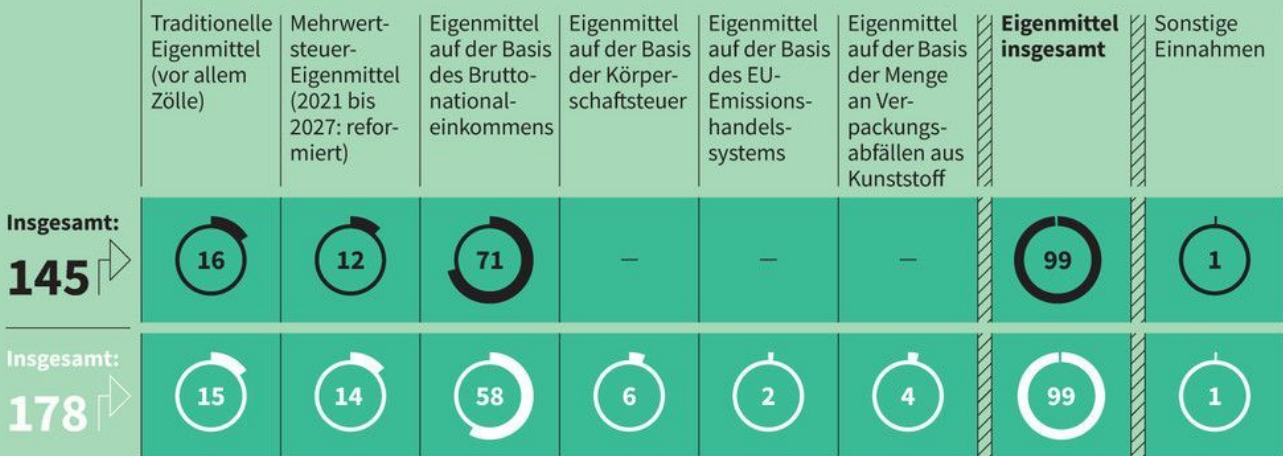 Traditionelle
Eigenmittel
(vor allem
Zölle)
Mehrwert-
steuer-
Eigenmittel
(2021 bis
2027: refor-
miert)
Eigenmittel
auf der Basis
des Brutto-
national-
einkommens
Eigenmittel
auf der Basis
der Körper-
schaftsteuer
Eigenmittel
auf der Basis
des EU-
Emissions-
handels-
systems
Eigenmittel
auf der Basis
der Menge
an Ver-
packungs-
abfällen aus
Kunststoff
Eigenmittel
insgesamt
Sonstige
Einnahmen
Insgesamt:
145
16
12
71
–
–
–
99
1
Insgesamt:
178
15
14
58
6
2
4
99
1